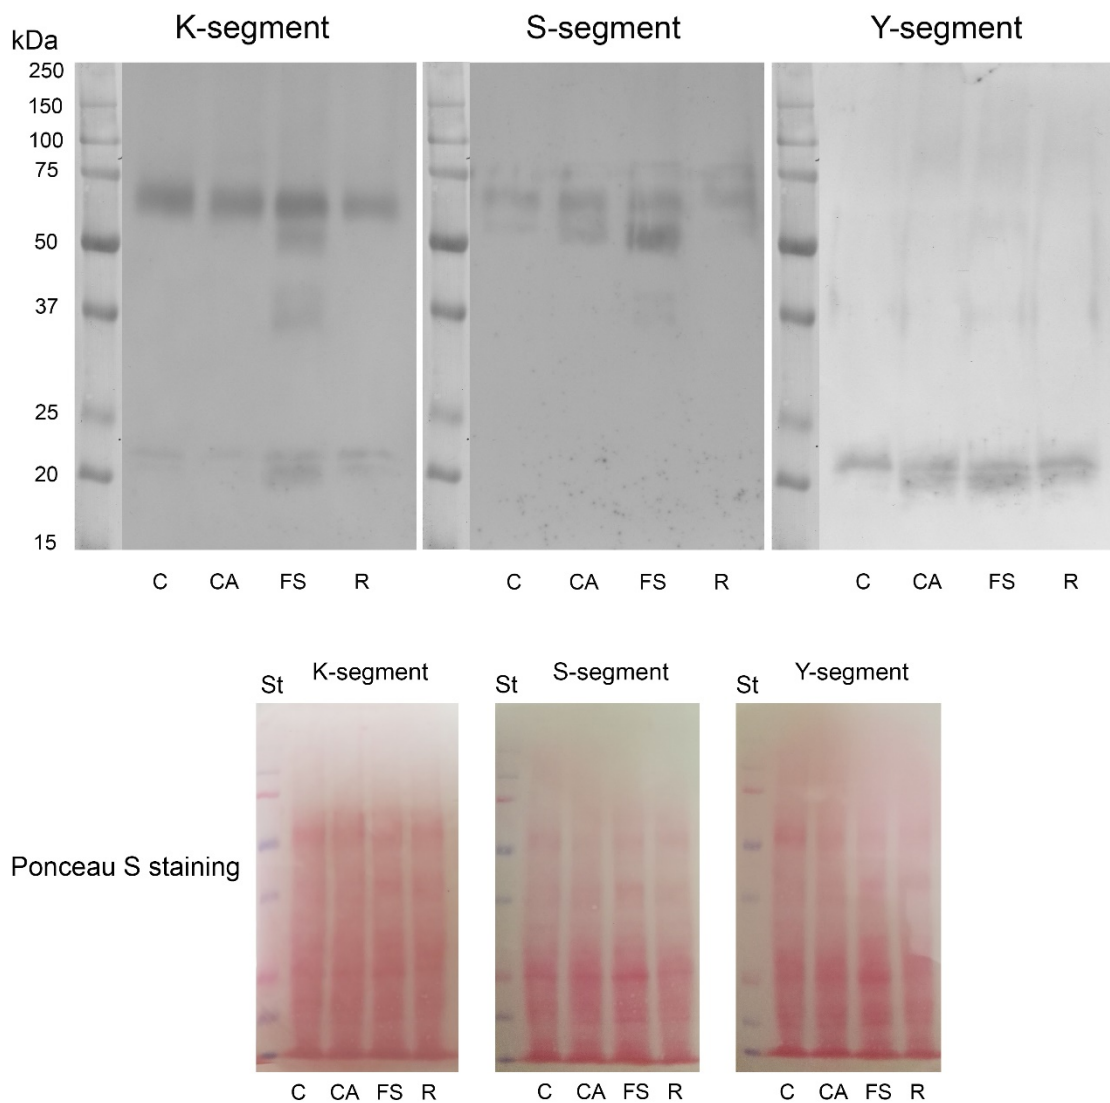 K-segment S-segment Y-segment
kDa
250
150
100
75
50
37
25
20
15
C CA FS R C CA FS R C CA FS R
St K-segment St S-segment St Y-segment
Ponceau S staining
C CA FS R C CA FS R C CA FS R